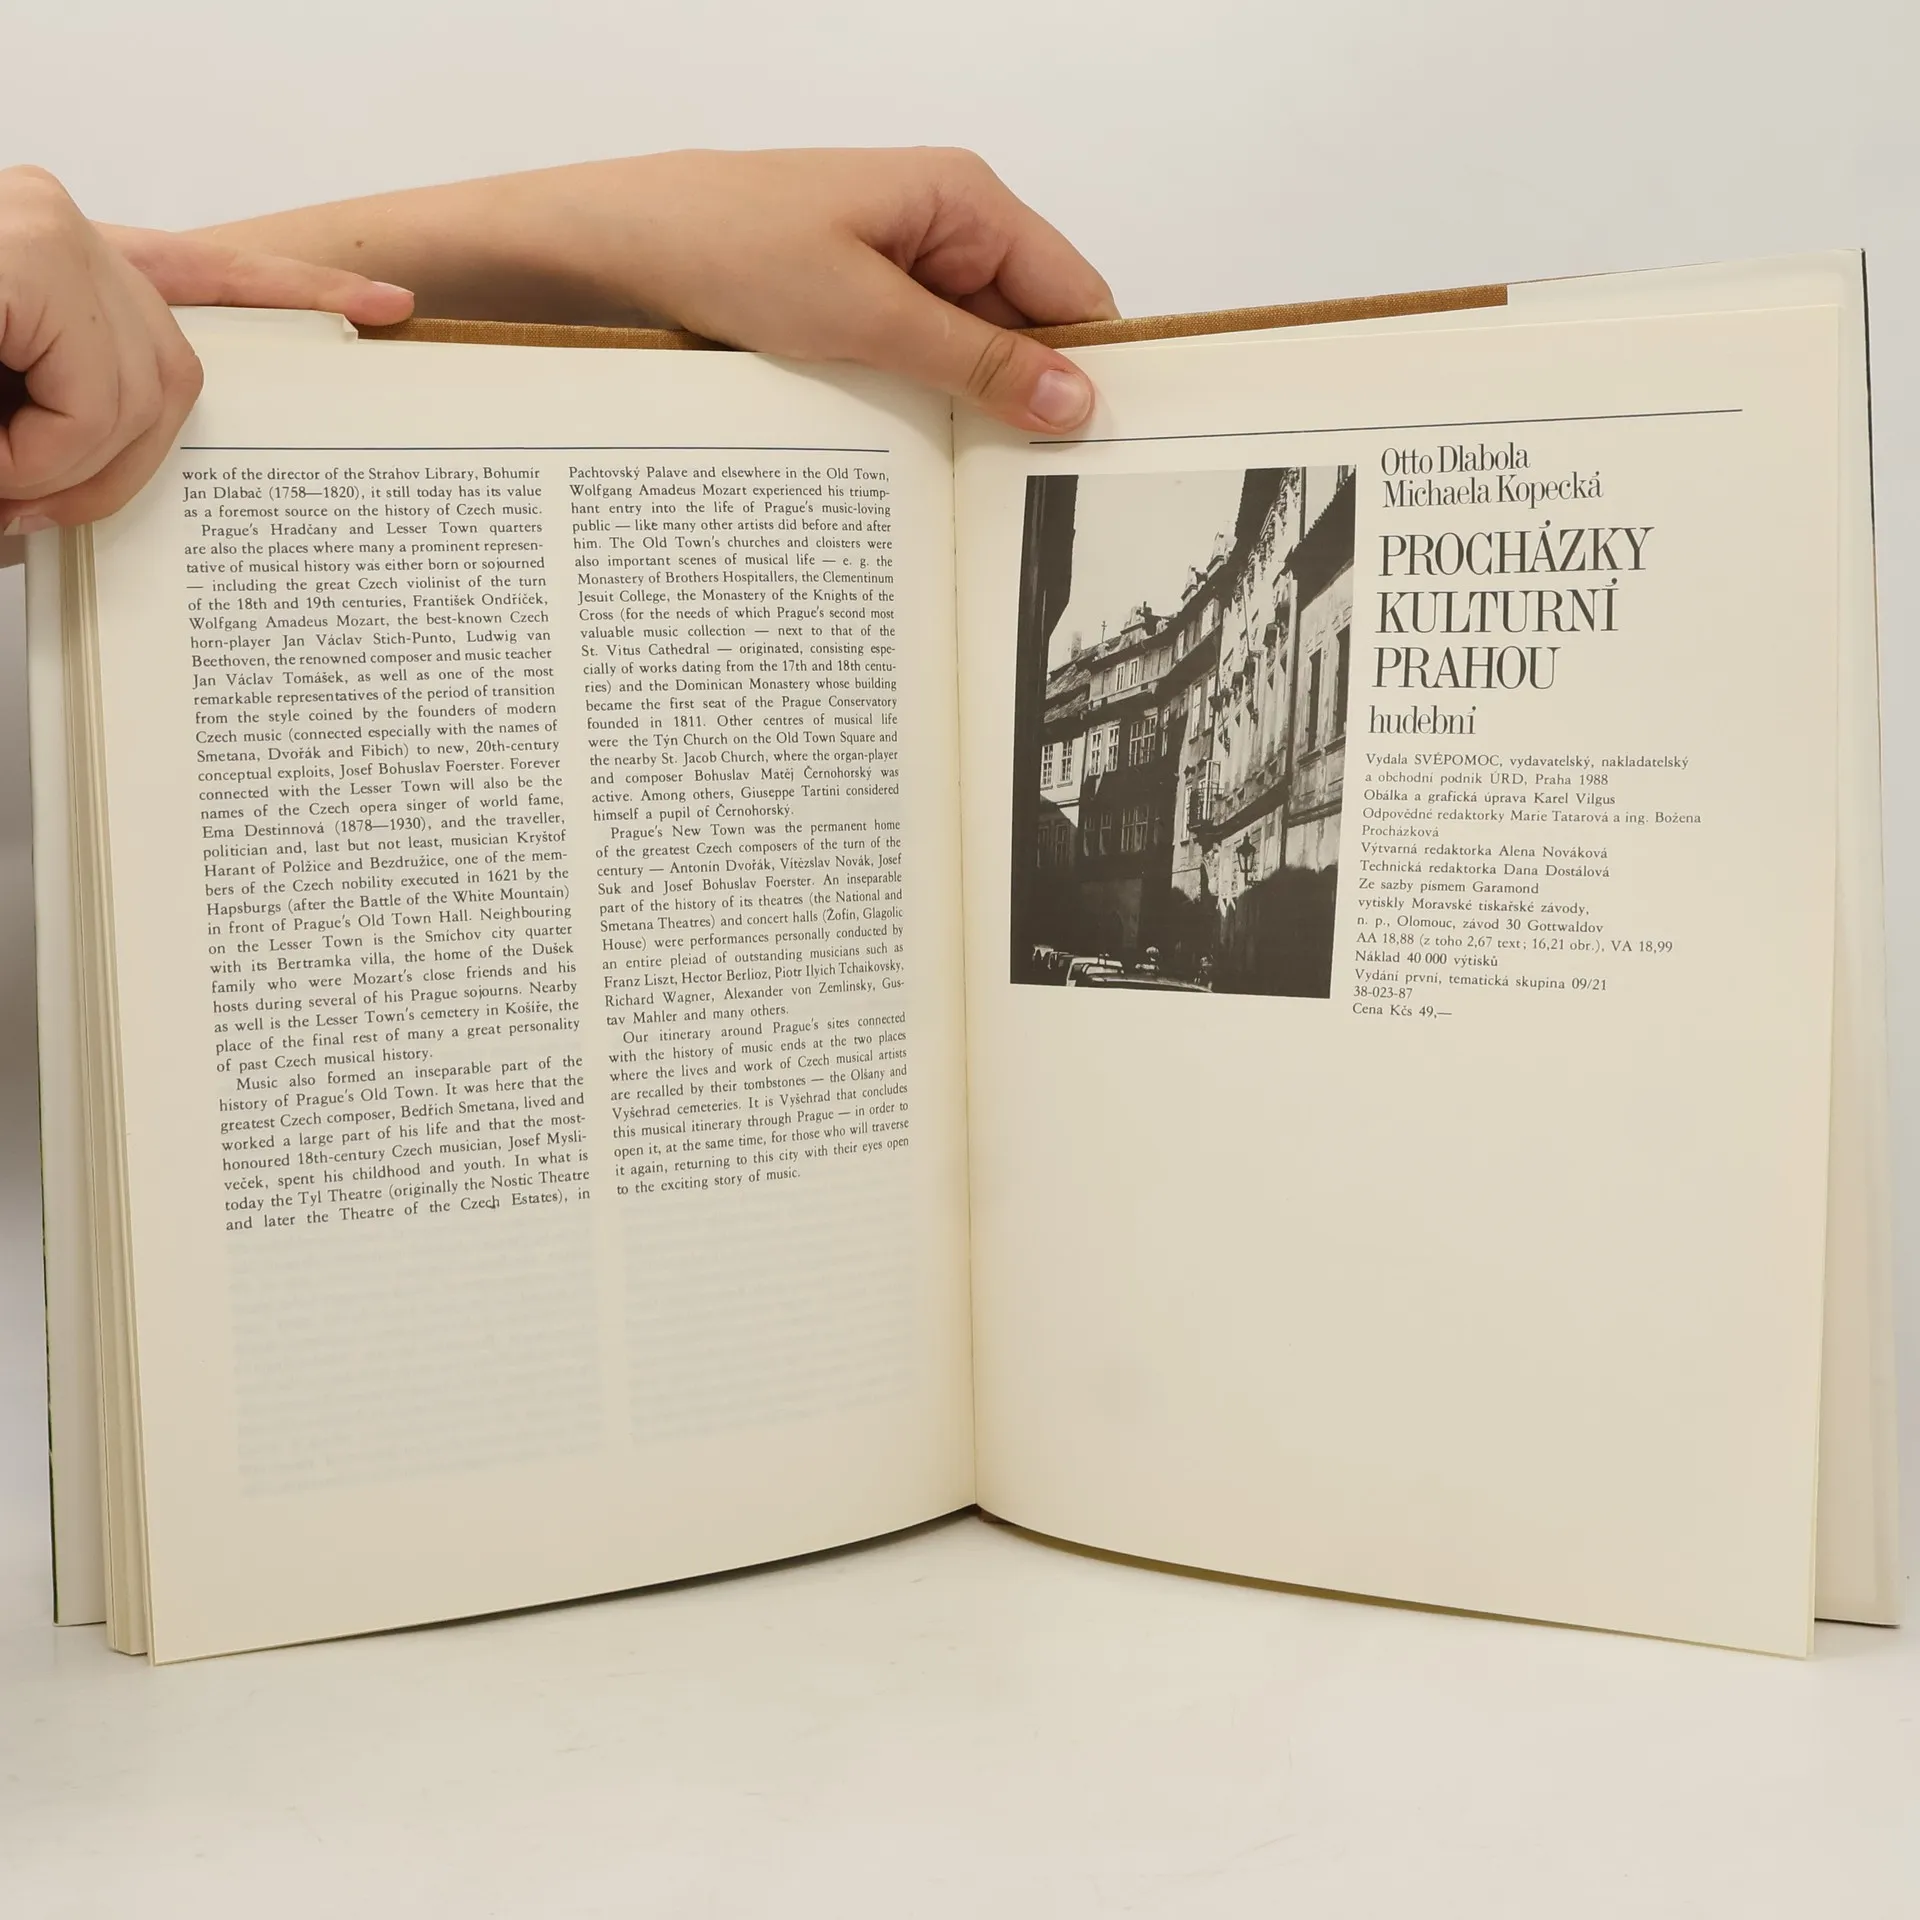 work of the director of the Strahov Library, Bohumír
Jan Dlabač (1758—1820), it still today has its value
as a foremost source on the history of Czech music.
Prague's Hradčany and Lesser Town quarters
are also the places where many a prominent represen-
tative of musical history was either born or sojourned
— including the great Czech violinist of the turn
of the 18th and 19th centuries, František Ondříček,
Wolfgang Amadeus Mozart, the best-known Czech
horn-player Jan Václav Stich-Punto, Ludwig van
Beethoven, the renowned composer and music teacher
Jan Václav Tomášek, as well as one of the most
remarkable representatives of the period of transition
from the style coined by the founders of modern
Czech music (connected especially with the names of
Smetana, Dvořák and Fibich) to new, 20th-century
conceptual exploits, Josef Bohuslav Foerster. Forever
connected with the Lesser Town will also be the
names of the Czech opera singer of world fame,
Ema Destinnová (1878—1930), and the traveller,
politician and, last but not least, musician Kryštof
Harant of Polžice and Bezdružice, one of the mem-
bers of the Czech nobility executed in 1621 by the
Hapsburgs (after the Battle of the White Mountain)
in front of Prague's Old Town Hall. Neighbouring
on the Lesser Town is the Smíchov city quarter
with its Bertramka villa, the home of the Dušek
family who were Mozart's close friends and his
hosts during several of his Prague sojourns. Nearby
as well is the Lesser Town's cemetery in Košíře, the
place of the final rest of many a great personality
of past Czech musical history.
Music also formed an inseparable part of the
history of Prague's Old Town. It was here that the
greatest Czech composer, Bedřich Smetana, lived and
worked a large part of his life and that the most-
honoured 18th-century Czech musician, Josef Mysli-
veček, spent his childhood and youth. In what is
today the Tyl Theatre (originally the Nostic Theatre
and later the Theatre of the Czech Estates), in
Pachtovský Palave and elsewhere in the Old Town,
Wolfgang Amadeus Mozart experienced his triump-
hant entry into the life of Prague's music-loving
public — like many other artists did before and after
him. The Old Town's churches and cloisters were
also important scenes of musical life — e. g. the
Monastery of Brothers Hospitallers, the Clementinum
Jesuit College, the Monastery of the Knights of the
Cross (for the needs of which Prague's second most
valuable music collection — next to that of the
St. Vitus Cathedral — originated, consisting espe-
cially of works dating from the 17th and 18th centu-
ries) and the Dominican Monastery whose building
became the first seat of the Prague Conservatory
founded in 1811. Other centres of musical life
were the Týn Church on the Old Town Square and
the nearby St. Jacob Church, where the organ-player
and composer Bohuslav Matěj Černohorský was
active. Among others, Giuseppe Tartini considered
himself a pupil of Černohorský.
Prague's New Town was the permanent home
of the greatest Czech composers of the turn of the
century — Antonín Dvořák, Vítězslav Novák, Josef
Suk and Josef Bohuslav Foerster. An inseparable
part of the history of its theatres (the National and
Smetana Theatres) and concert halls (Žofín, Glagolic
House) were performances personally conducted by
an entire pleiad of outstanding musicians such as
Franz Liszt, Hector Berlioz, Piotr Ilyich Tchaikovsky,
Richard Wagner, Alexander von Zemlinsky, Gus-
tav Mahler and many others.
Our itinerary around Prague's sites connected
with the history of music ends at the two places
where the lives and work of Czech musical artists
are recalled by their tombstones — the Olšany and
Vyšehrad cemeteries. It is Vyšehrad that concludes
this musical itinerary through Prague — in order to
open it, at the same time, for those who will traverse
it again, returning to this city with their eyes open
to the exciting story of music.
Otto Dlabola
Michaela Kopecká
PROCHÁZKY
KULTURNÍ
PRAHOU
hudební
Vydala SVÉPOMOC, vydavatelský, nakladatelský
a obchodní podnik ÚRD, Praha 1988
Obálka a grafická úprava Karel Vilgus
Odpovědné redaktorky Marie Tatarová a ing. Božena
Procházková
Výtvarná redaktorka Alena Nováková
Technická redaktorka Dana Dostálová
Ze sazby písmem Garamond
vytiskly Moravské tiskařské závody,
n. p., Olomouc, závod 30 Gottwaldov
AA 18,88 (z toho 2,67 text; 16,21 obr.), VA 18,99
Náklad 40 000 výtisků
Vydání první, tematická skupina 09/21
38-023-87
Cena Kčs 49,—